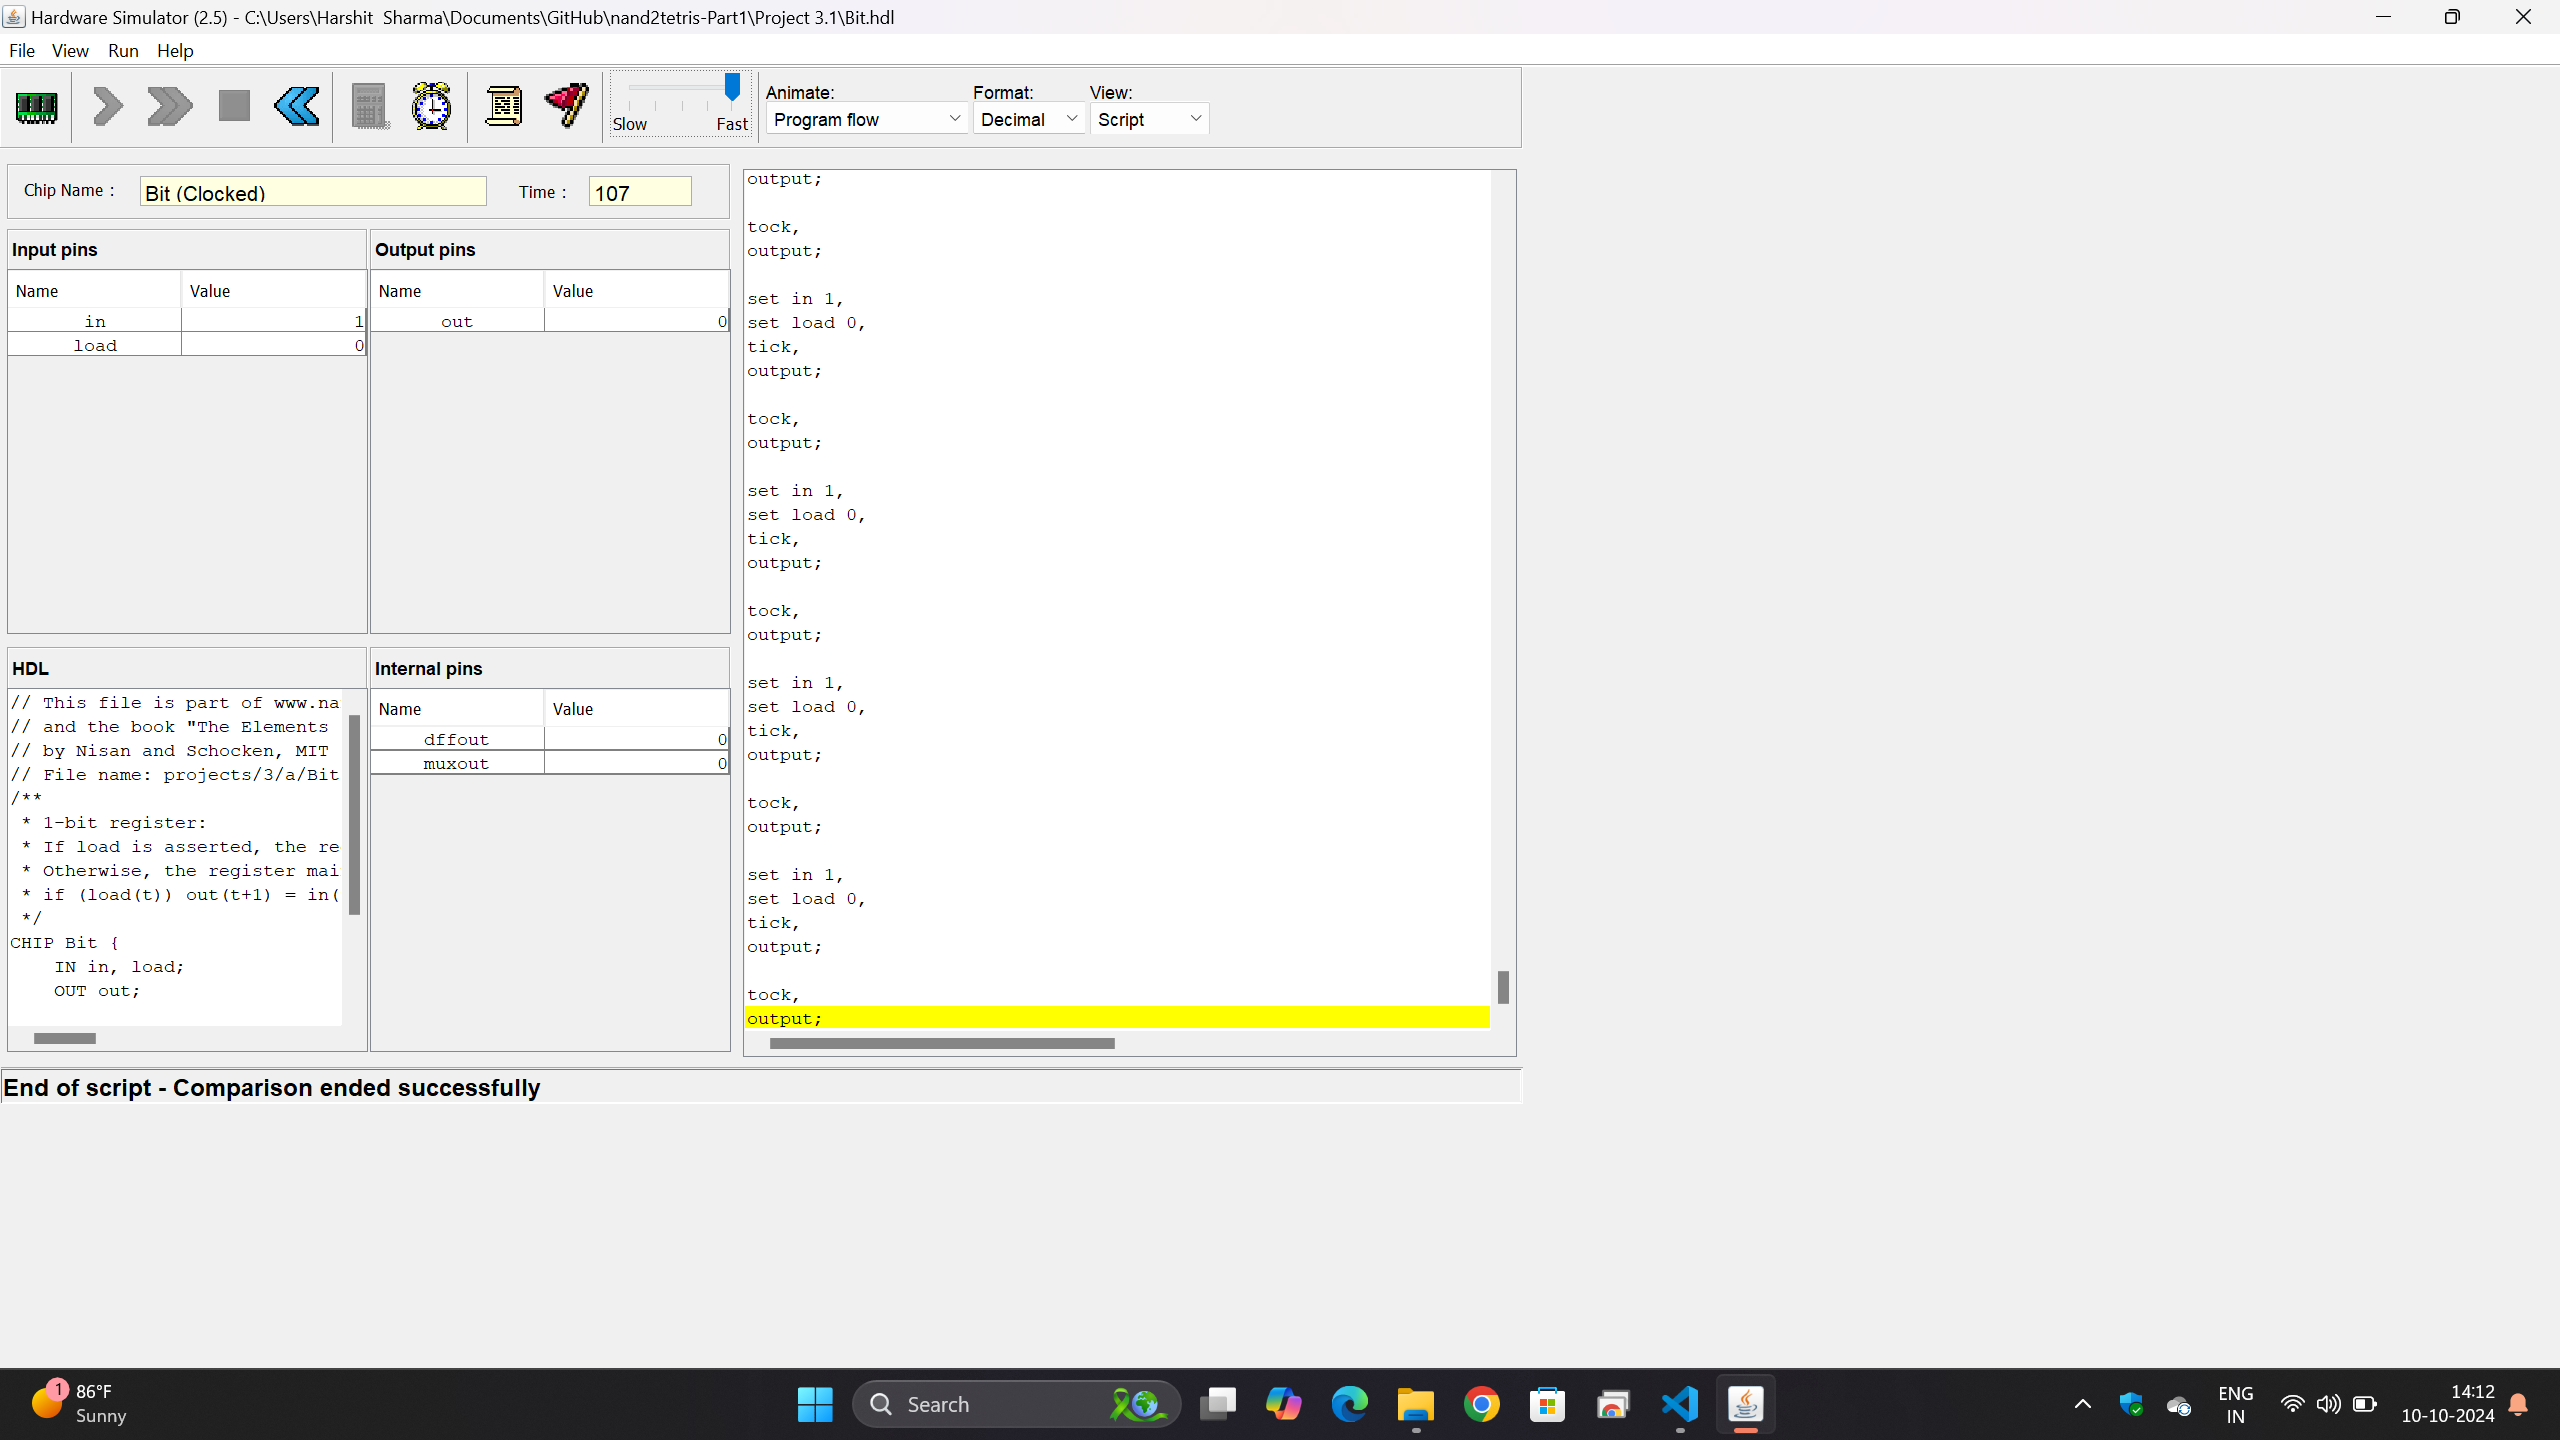 Hardware Simulator (2.5) - C:\Users\Harshit  Sharma\Documents\GitHub\nand2tetris-Part1\Project 3.1\Bit.hdl
File View Run Help
Animate: Format: View:
Slow Fast Program flow Decimal Script
Chip Name : Bit (Clocked) Time : 107
Input pins Output pins
Name Value Name Value
in 1 out 0
load 0
HDL Internal pins
// This file is part of www.na Name Value
// and the book "The Elements dffout 0
// by Nisan and Schocken, MIT muxout 0
// File name: projects/3/a/Bit
/**
* 1-bit register:
* If load is asserted, the re
* Otherwise, the register mai
* if (load(t)) out(t+1) = in(
*/
CHIP Bit {
IN in, load;
OUT out;
output;
tock,
output;
set in 1,
set load 0,
tick,
output;
tock,
output;
set in 1,
set load 0,
tick,
output;
tock,
output;
set in 1,
set load 0,
tick,
output;
tock,
output;
set in 1,
set load 0,
tick,
output;
tock,
output;
End of script - Comparison ended successfully
1 86°F
Sunny
Search
ENG
IN
14:12
10-10-2024